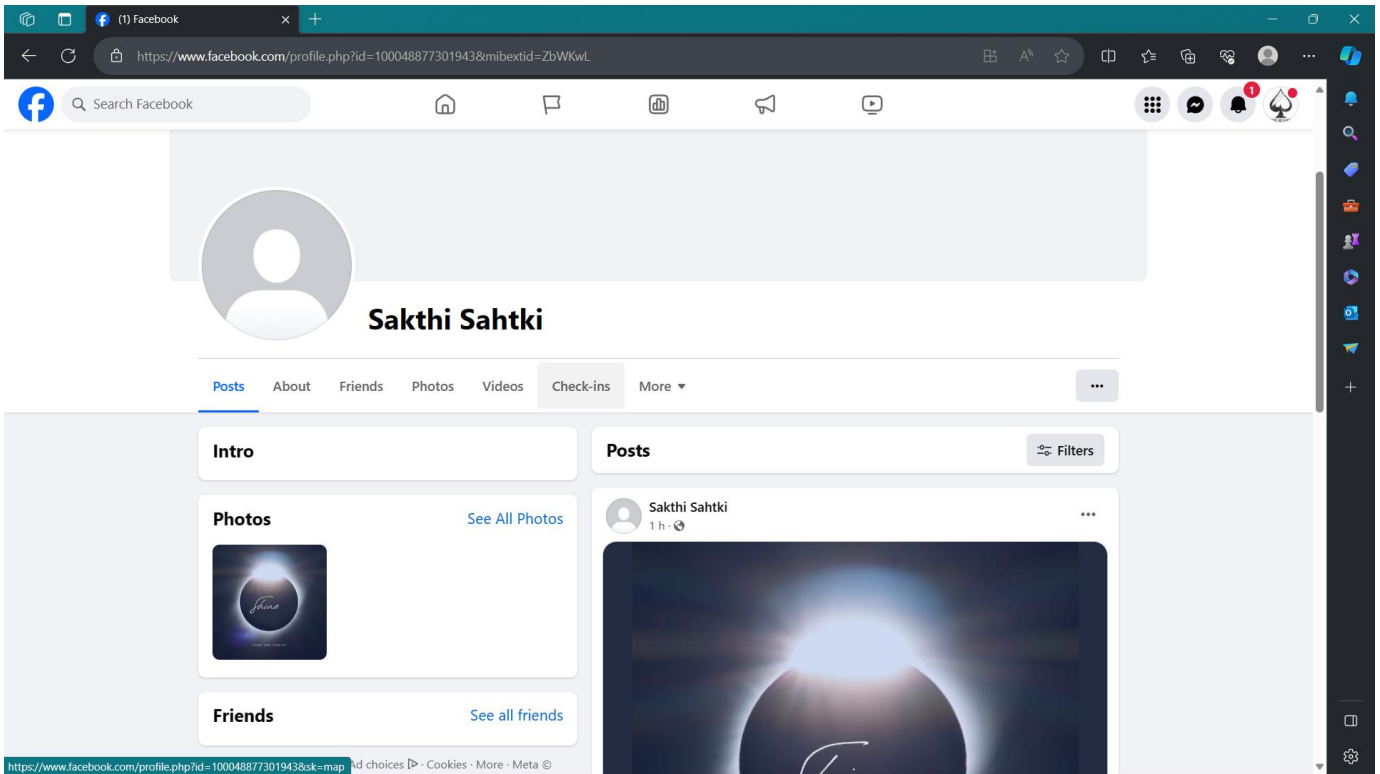 (1) Facebook
https://www.facebook.com/profile.php?id=100048877301943&mibextid=ZbWKwL
Search Facebook
1
Sakthi Sahtki
Posts About Friends Photos Videos Check-ins More
Intro
Posts Filters
Photos See All Photos
Sakthi Sahtki
1 h ·
Shine
Friends See all friends
https://www.facebook.com/profile.php?id=100048877301943&sk=map Ad choices · Cookies · More · Meta ©